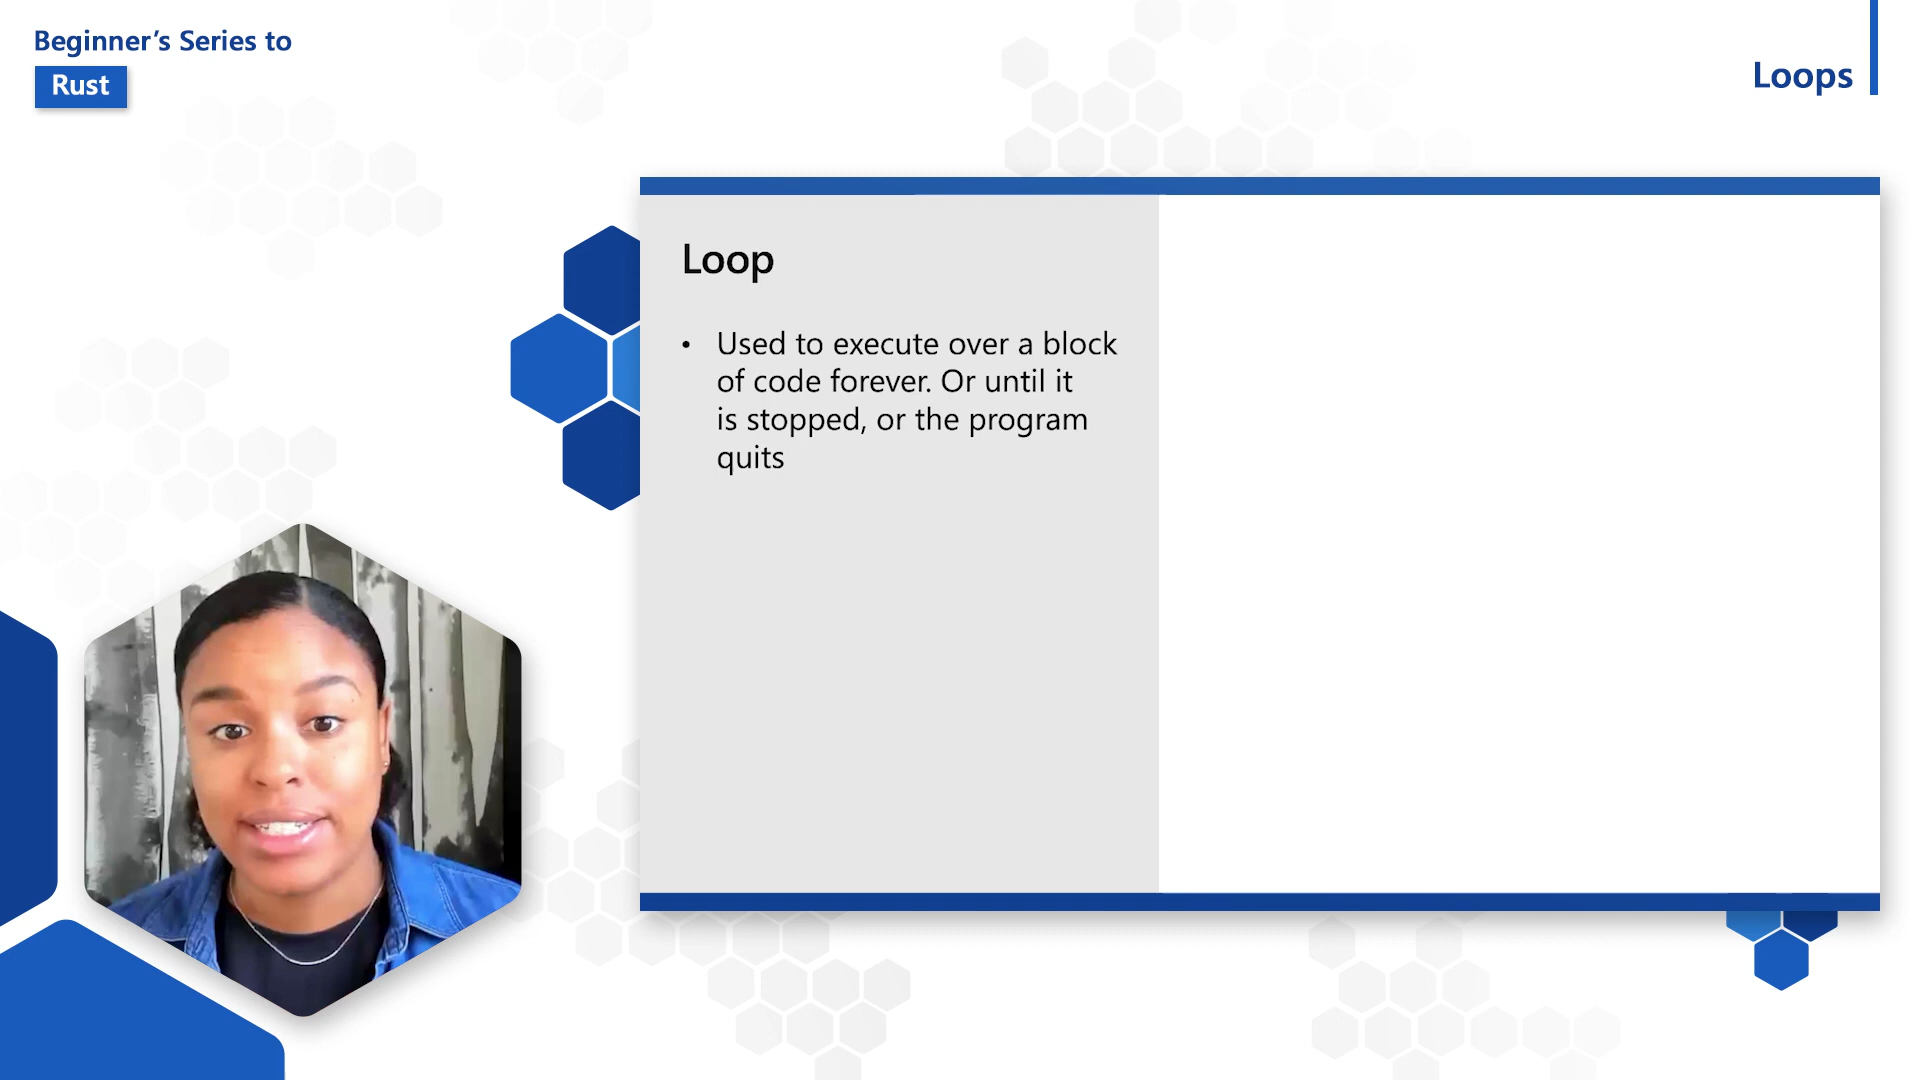 Beginner’s Series to
Rust
Loops
Loop
• Used to execute over a block
of code forever. Or until it
is stopped, or the program
quits